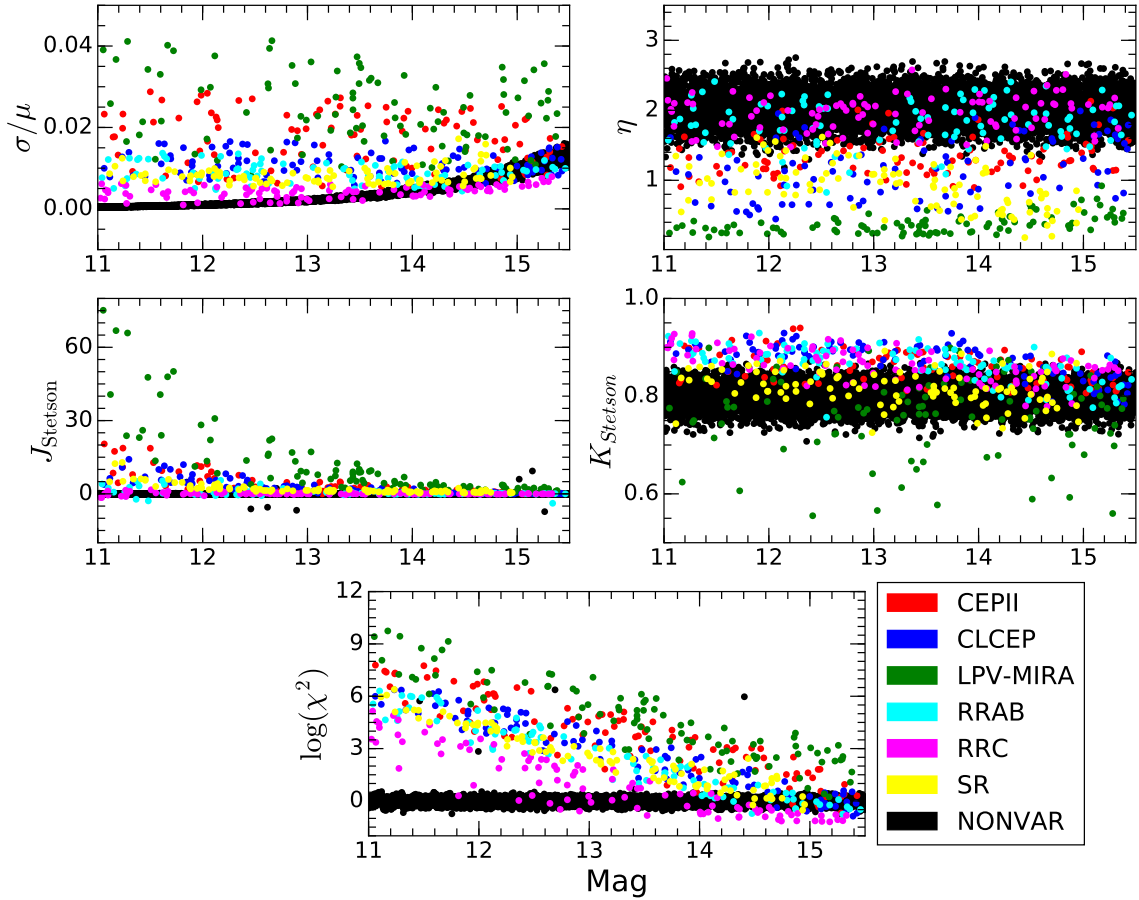 σ/μ
0.04
0.02
0.00
11 12 13 14 15
η
3
2
1
11 12 13 14 15
J_Stetson
60
30
0
11 12 13 14 15
K_Stetson
1.0
0.8
0.6
11 12 13 14 15
log(χ²)
12
9
6
3
0
11 12 13 14 15
Mag
CEPII
CLCEP
LPV-MIRA
RRAB
RRC
SR
NONVAR